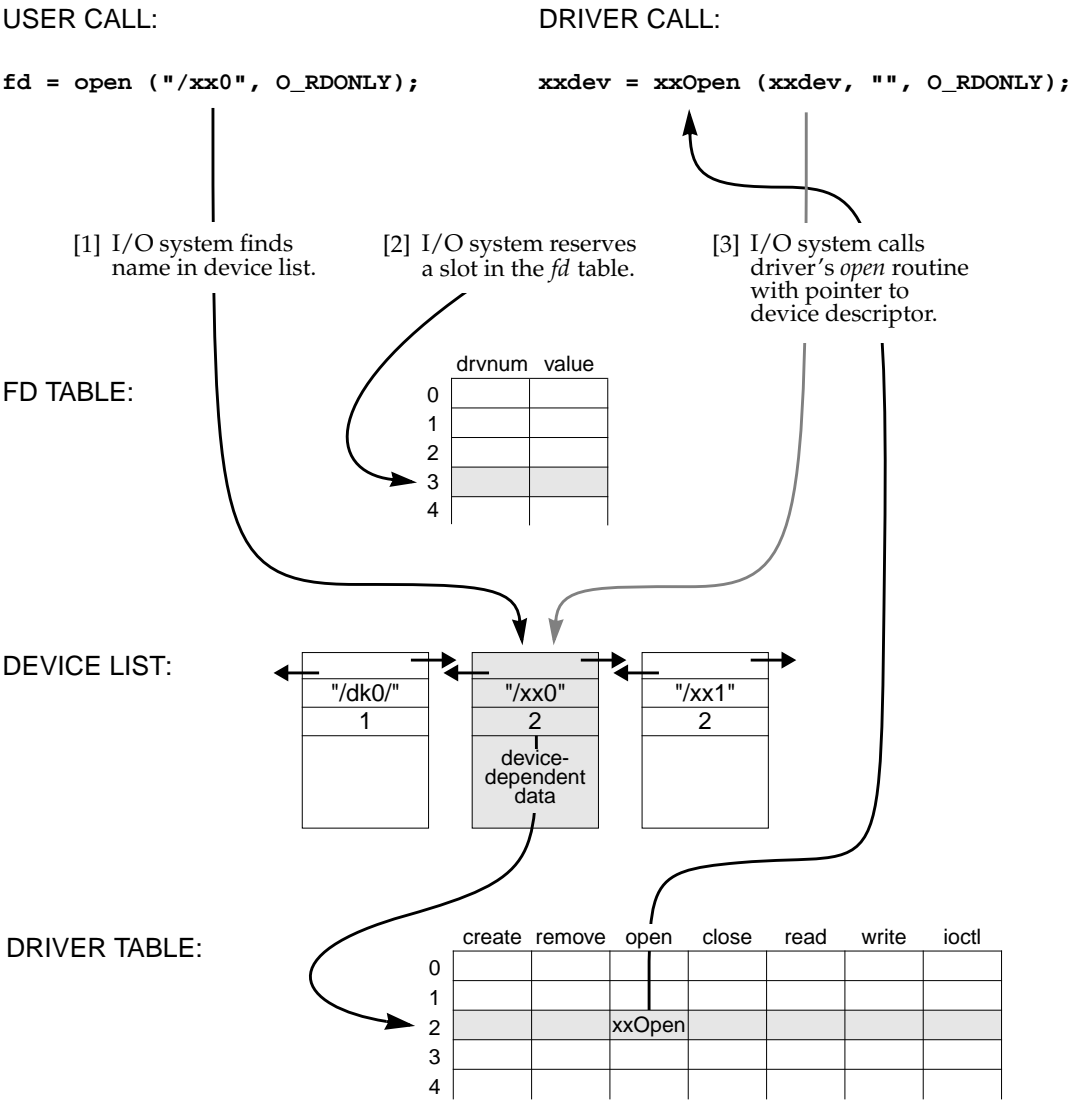 USER CALL:
DRIVER CALL:
fd = open ("/xx0", O_RDONLY);
xxdev = xxOpen (xxdev, "", O_RDONLY);
[1] I/O system finds
name in device list.
[2] I/O system reserves
a slot in the fd table.
[3] I/O system calls
driver's open routine
with pointer to
device descriptor.
FD TABLE:
drvnum value
0
1
2
3
4
DEVICE LIST:
"/dk0/" "/xx0" "/xx1"
1 2 2
device-
dependent
data
DRIVER TABLE:
create remove open close read write ioctl
0
1
2 xxOpen
3
4